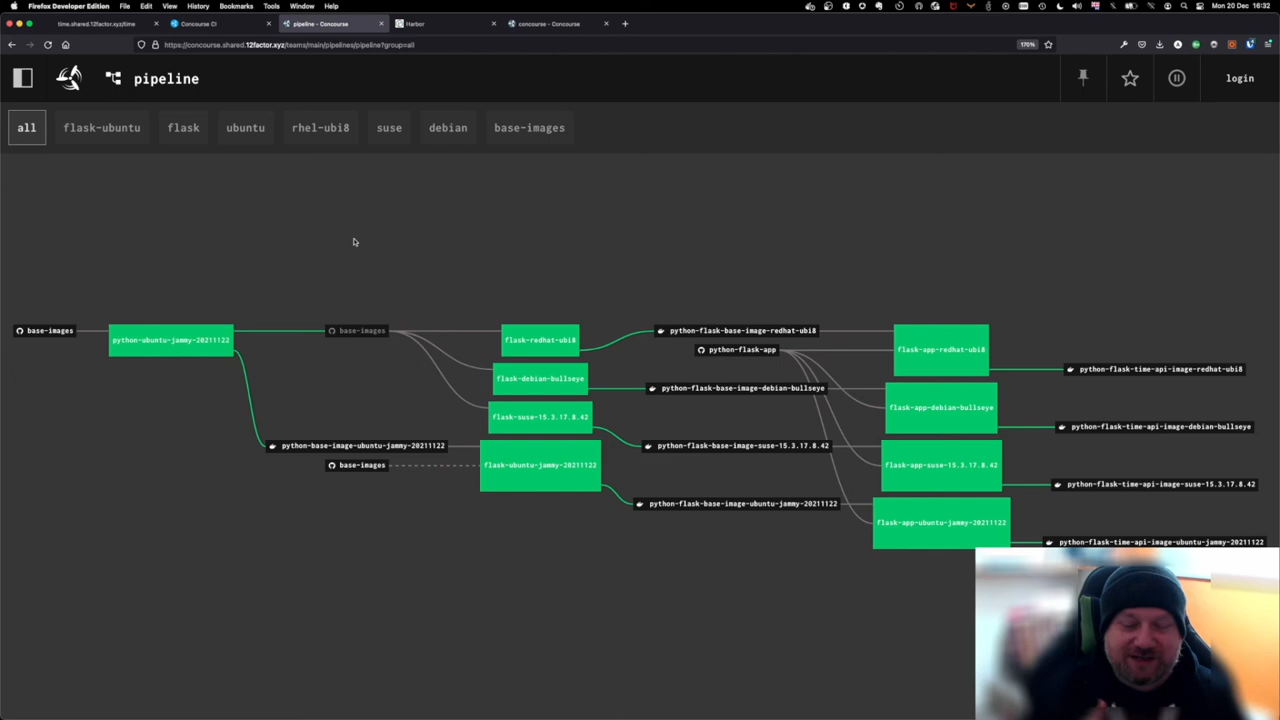 Firefox Developer Edition File Edit View History Bookmarks Tools Window Help Mon 20 Dec 16:32
time.shared.12factor.xyz/time Concourse CI pipeline - Concourse Harbor concourse - Concourse
https://concourse.shared.12factor.xyz/teams/main/pipelines/pipeline?group=all 170%
pipeline login
all flask-ubuntu flask ubuntu rhel-ubi8 suse debian base-images
base-images
python-ubuntu-jammy-20211122
base-images
flask-redhat-ubi8
python-flask-base-image-redhat-ubi8
python-flask-app
flask-app-redhat-ubi8
python-flask-time-api-image-redhat-ubi8
flask-debian-bullseye
python-flask-base-image-debian-bullseye
flask-app-debian-bullseye
python-flask-time-api-image-debian-bullseye
flask-suse-15.3.17.8.42
python-base-image-ubuntu-jammy-20211122
python-flask-base-image-suse-15.3.17.8.42
base-images
flask-ubuntu-jammy-20211122
flask-app-suse-15.3.17.8.42
python-flask-time-api-image-suse-15.3.17.8.42
python-flask-base-image-ubuntu-jammy-20211122
flask-app-ubuntu-jammy-20211122
python-flask-time-api-image-ubuntu-jammy-20211122